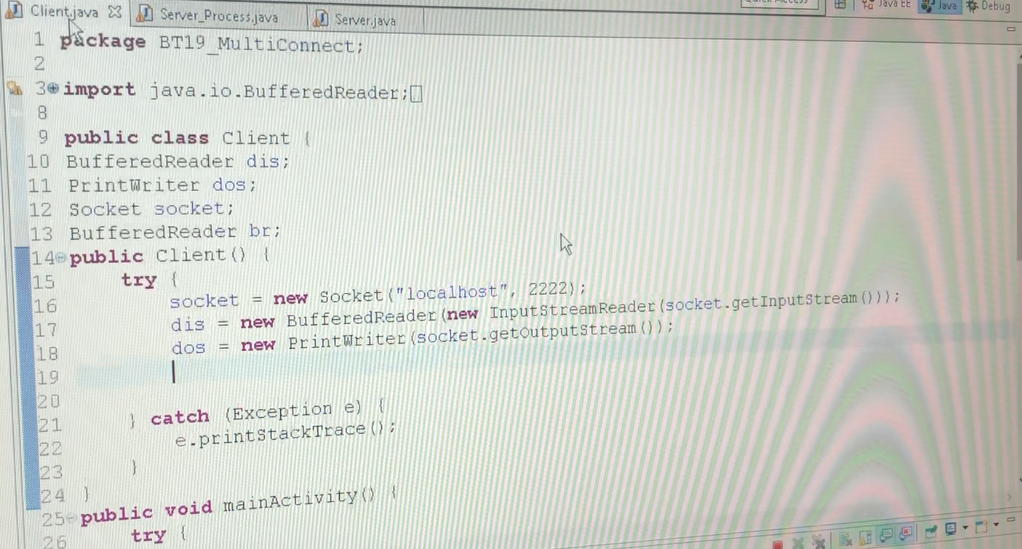 Client.java
Server_Process.java
Server.java
Java EE
Java
Debug
1 package BT19_MultiConnect;
2
3 import java.io.BufferedReader;
8
9 public class Client {
10 BufferedReader dis;
11 PrintWriter dos;
12 Socket socket;
13 BufferedReader br;
14 public Client() {
15 try {
16 socket = new Socket("localhost", 2222);
17 dis = new BufferedReader(new InputStreamReader(socket.getInputStream()));
18 dos = new PrintWriter(socket.getOutputStream());
19
20
21 } catch (Exception e) {
22 e.printStackTrace();
23 }
24 }
25 public void mainActivity() {
26 try {